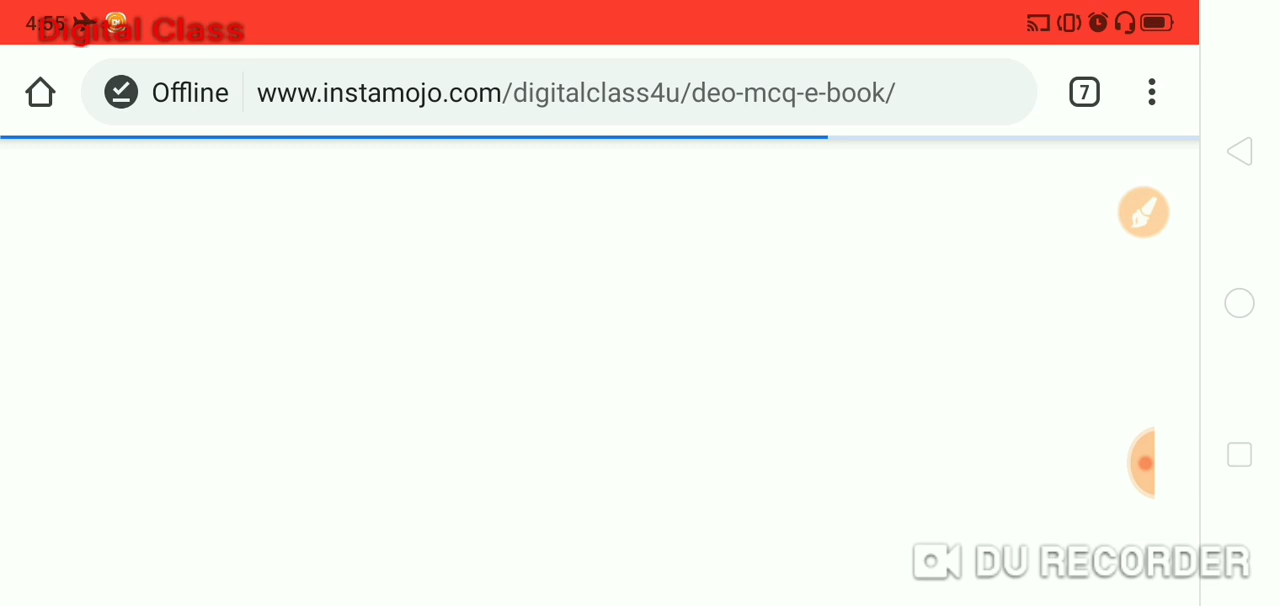 4:55
Digital Class
Offline www.instamojo.com/digitalclass4u/deo-mcq-e-book/ 7
DU RECORDER